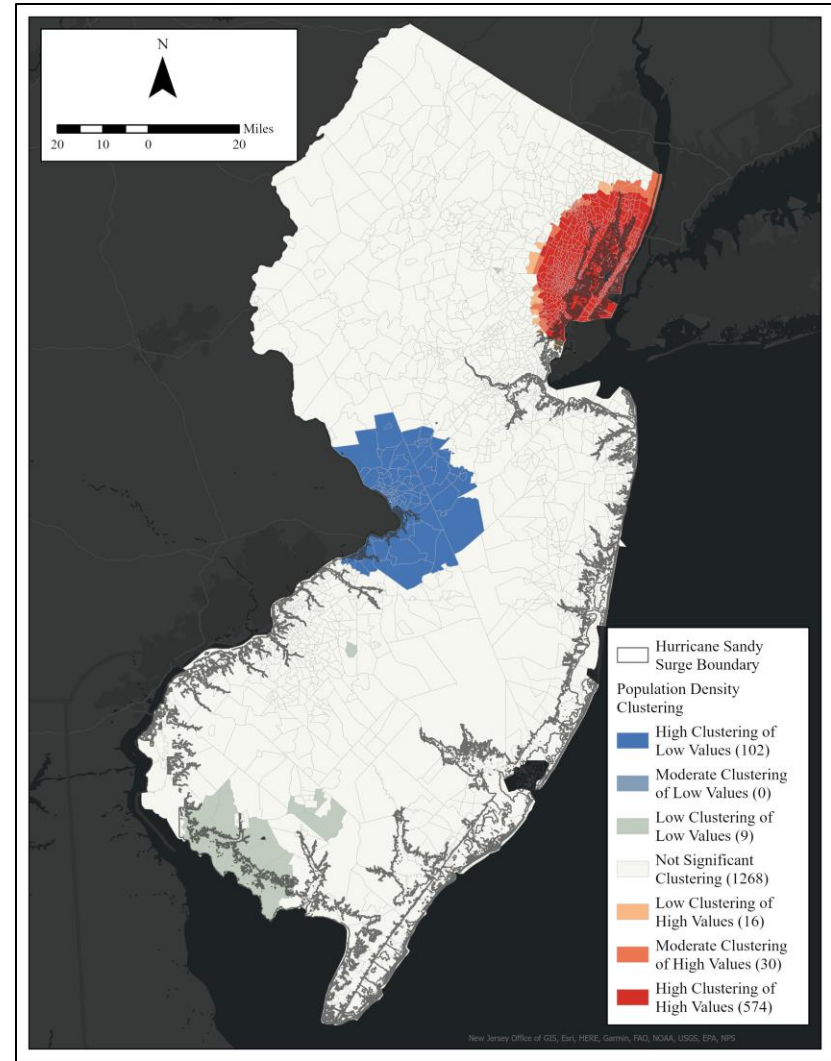 N
Miles
20 10 0 20
Hurricane Sandy
Surge Boundary
Population Density
Clustering
High Clustering of
Low Values (102)
Moderate Clustering
of Low Values (0)
Low Clustering of
Low Values (9)
Not Significant
Clustering (1268)
Low Clustering of
High Values (16)
Moderate Clustering
of High Values (30)
High Clustering of
High Values (574)
New Jersey Office of GIS, Esri, HERE, Garmin, FAO, NOAA, USGS, EPA, NPS